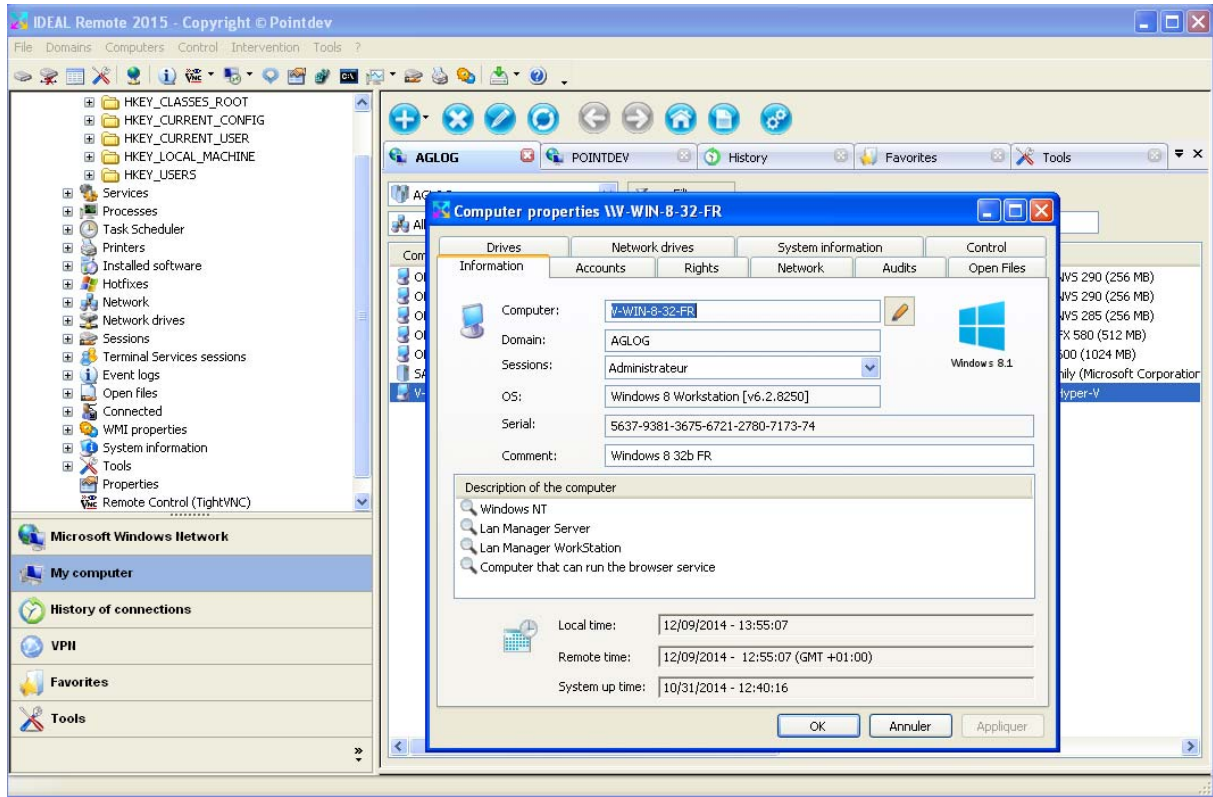 IDEAL Remote 2015 - Copyright © Pointdev
File Domains Computers Control Intervention Tools ?
HKEY_CLASSES_ROOT
HKEY_CURRENT_CONFIG
HKEY_CURRENT_USER
HKEY_LOCAL_MACHINE
HKEY_USERS
Services
Processes
Task Scheduler
Printers
Installed software
Hotfixes
Network
Network drives
Sessions
Terminal Services sessions
Event logs
Open files
Connected
WMI properties
System information
Tools
Properties
Remote Control (TightVNC)
Microsoft Windows Network
My computer
History of connections
VPN
Favorites
Tools
AGLOG POINTDEV History Favorites Tools
Computer properties \\V-WIN-8-32-FR
Drives Network drives System information Control
Information Accounts Rights Network Audits Open Files
Computer: V-WIN-8-32-FR
Domain: AGLOG
Sessions: Administrateur
Windows 8.1
OS: Windows 8 Workstation [v6.2.8250]
Serial: 5637-9381-3675-6721-2780-7173-74
Comment: Windows 8 32b FR
Description of the computer
Windows NT
Lan Manager Server
Lan Manager WorkStation
Computer that can run the browser service
Local time: 12/09/2014 - 13:55:07
Remote time: 12/09/2014 - 12:55:07 (GMT +01:00)
System up time: 10/31/2014 - 12:40:16
OK Annuler Appliquer
NVS 290 (256 MB)
NVS 290 (256 MB)
NVS 285 (256 MB)
FX 580 (512 MB)
600 (1024 MB)
mily (Microsoft Corporation
Hyper-V